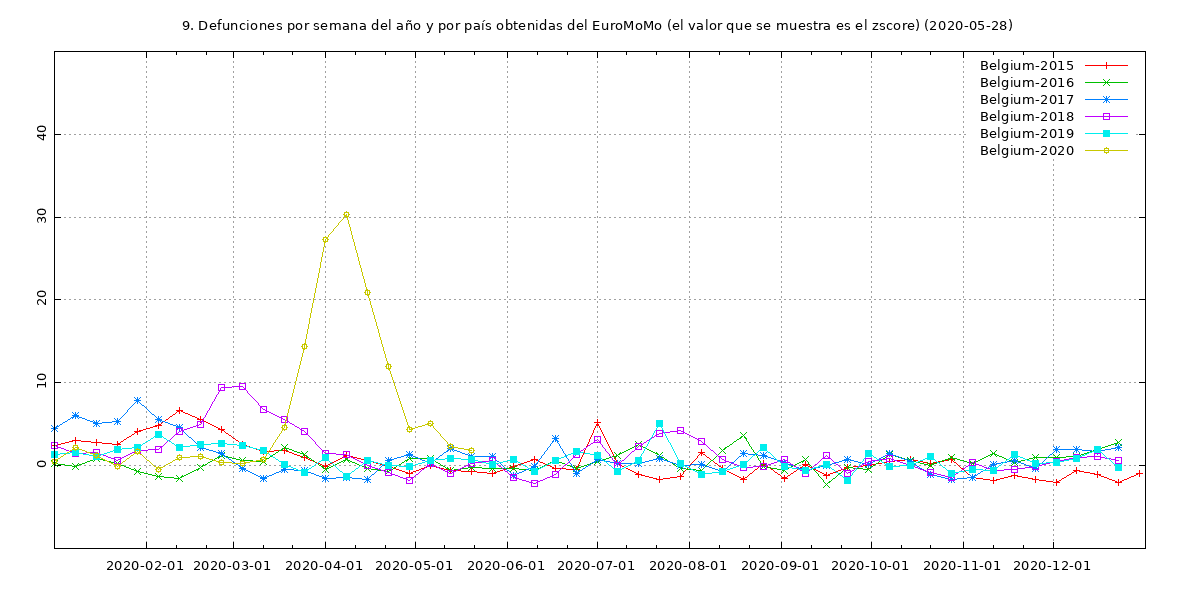 9. Defunciones por semana del año y por país obtenidas del EuroMoMo (el valor que se muestra es el zscore) (2020-05-28)
Belgium-2015
Belgium-2016
Belgium-2017
Belgium-2018
Belgium-2019
Belgium-2020
40
30
20
10
0
2020-02-01 2020-03-01 2020-04-01 2020-05-01 2020-06-01 2020-07-01 2020-08-01 2020-09-01 2020-10-01 2020-11-01 2020-12-01